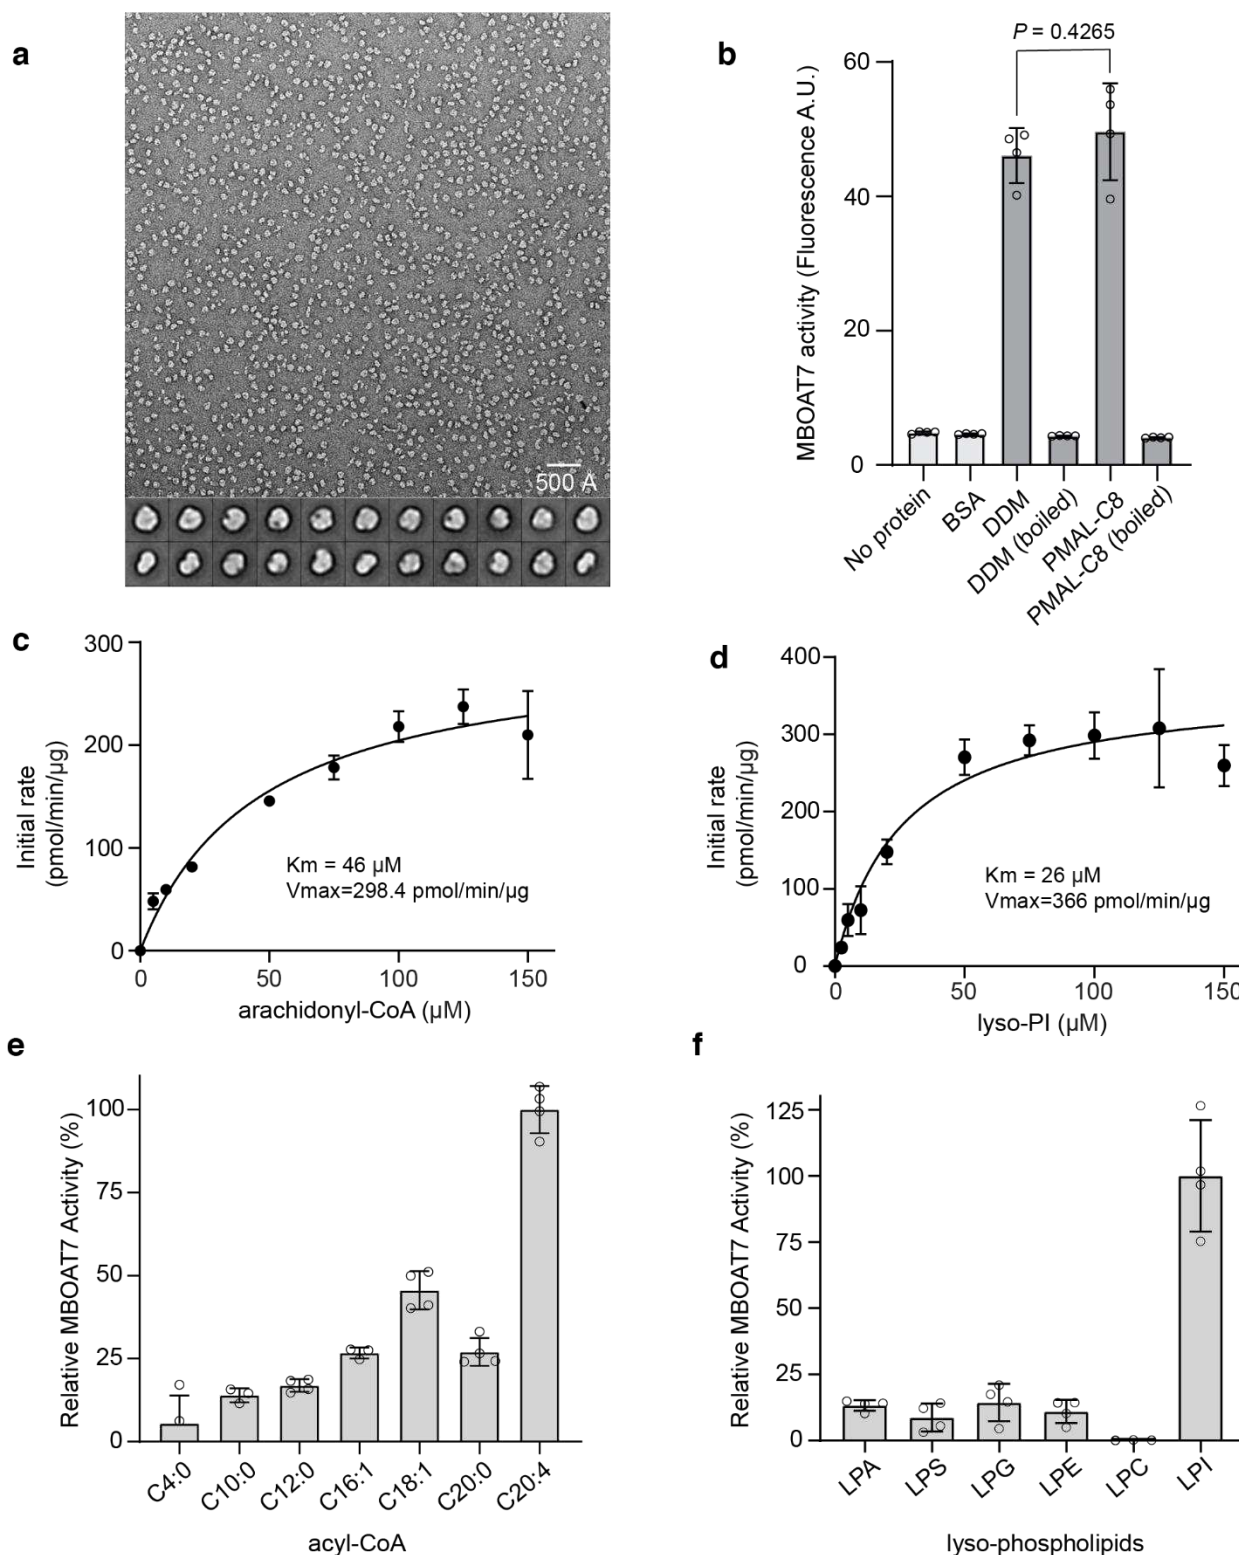 a
500 Å
b
P = 0.4265
MBOAT7 activity (Fluorescence A.U.)
60
40
20
0
No protein
BSA
DDM
DDM (boiled)
PMAL-C8
PMAL-C8 (boiled)
c
Initial rate
(pmol/min/µg)
300
200
100
0
Km = 46 µM
Vmax=298.4 pmol/min/µg
0 50 100 150
arachidonyl-CoA (µM)
d
Initial rate
(pmol/min/µg)
400
300
200
100
0
Km = 26 µM
Vmax=366 pmol/min/µg
0 50 100 150
lyso-PI (µM)
e
Relative MBOAT7 Activity (%)
100
75
50
25
0
C4:0
C10:0
C12:0
C16:1
C18:1
C20:0
C20:4
acyl-CoA
f
Relative MBOAT7 Activity (%)
125
100
75
50
25
0
LPA
LPS
LPG
LPE
LPC
LPI
lyso-phospholipids